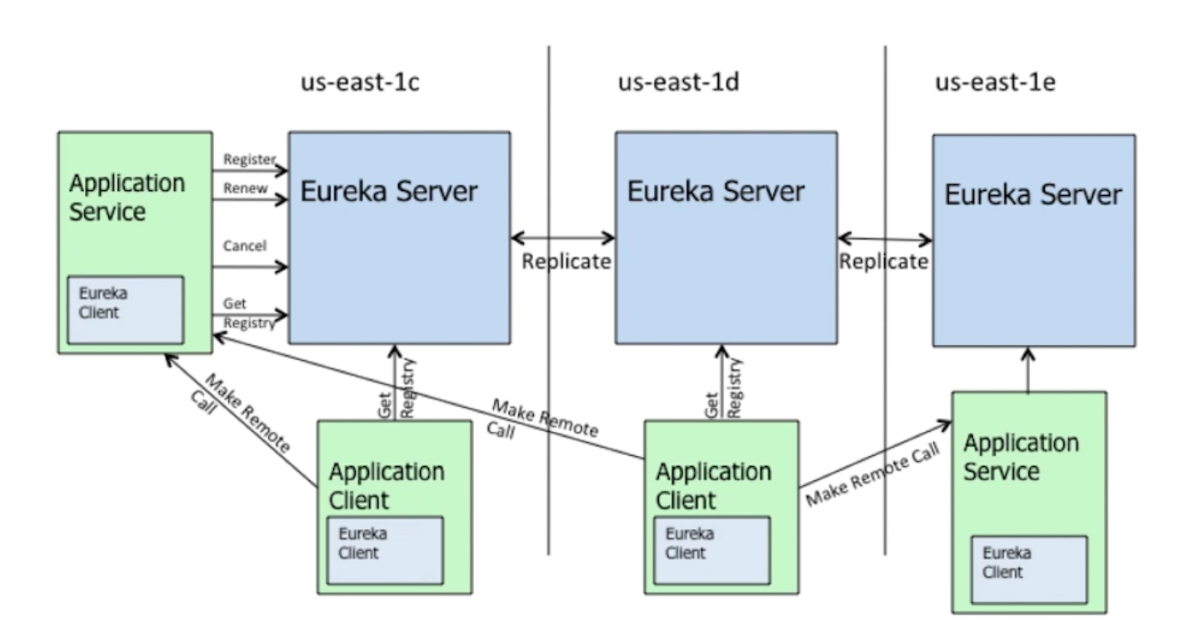 us-east-1c
us-east-1d
us-east-1e
Application
Service
Eureka
Client
Register
Renew
Cancel
Get
Registry
Eureka Server
Replicate
Eureka Server
Replicate
Eureka Server
Make Remote
Call
Get
Registry
Make Remote
Call
Get
Registry
Make Remote Call
Application
Client
Eureka
Client
Application
Client
Eureka
Client
Application
Service
Eureka
Client